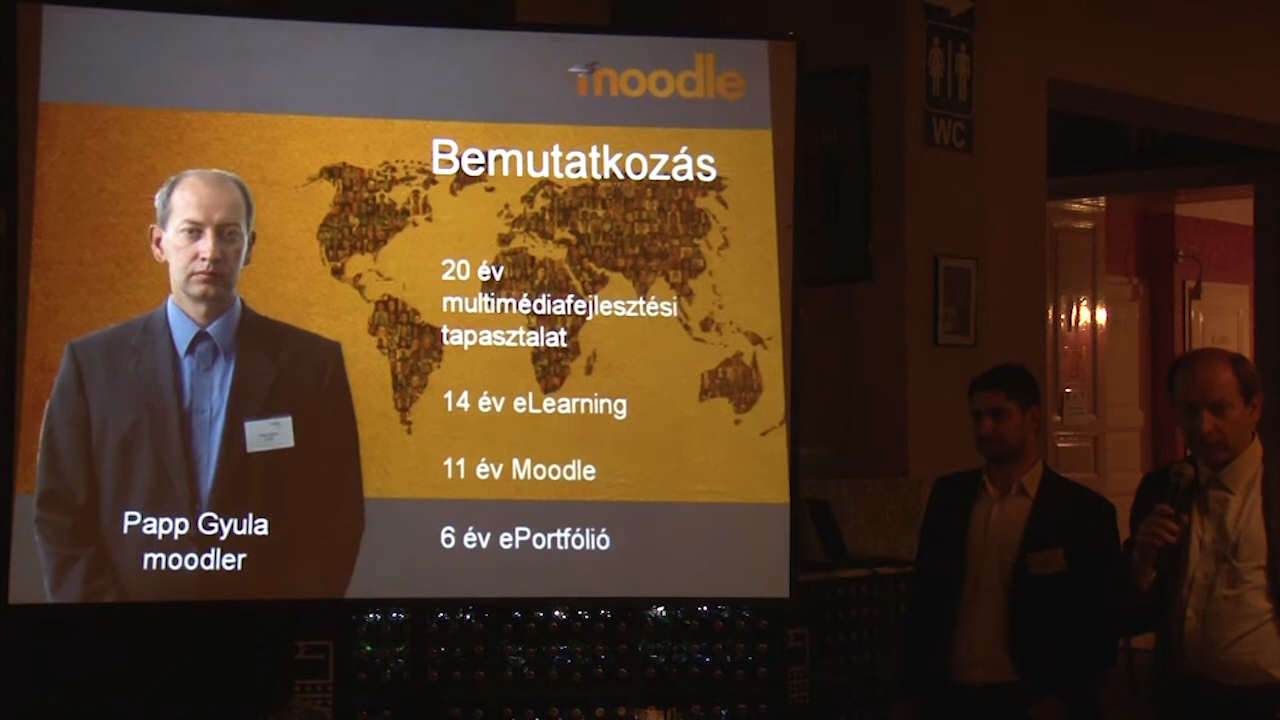 moodle
Bemutatkozás
20 év
multimédiafejlesztési
tapasztalat
14 év eLearning
11 év Moodle
6 év ePortfólió
Papp Gyula
moodler
WC